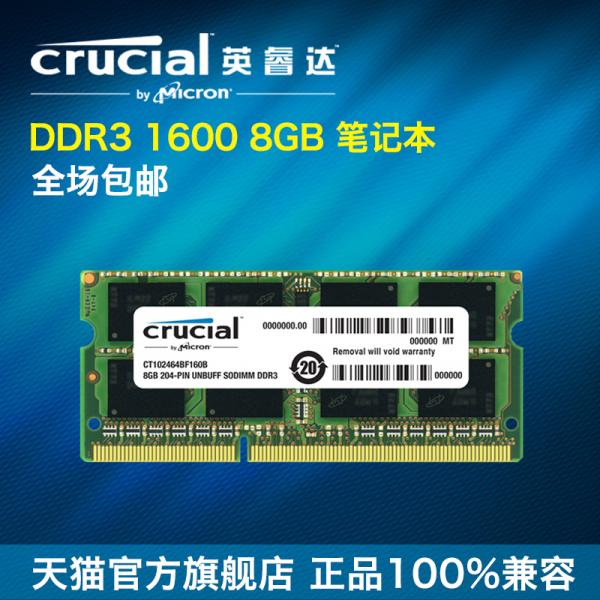 crucial 英睿达
by Micron
DDR3 1600 8GB 笔记本
全场包邮
crucial
by Micron
0000000.00
000000 MT
Removal will void warranty
CT102464BF160B
8GB 204-PIN UNBUFF SODIMM DDR3
20
000000
天猫官方旗舰店 正品100%兼容